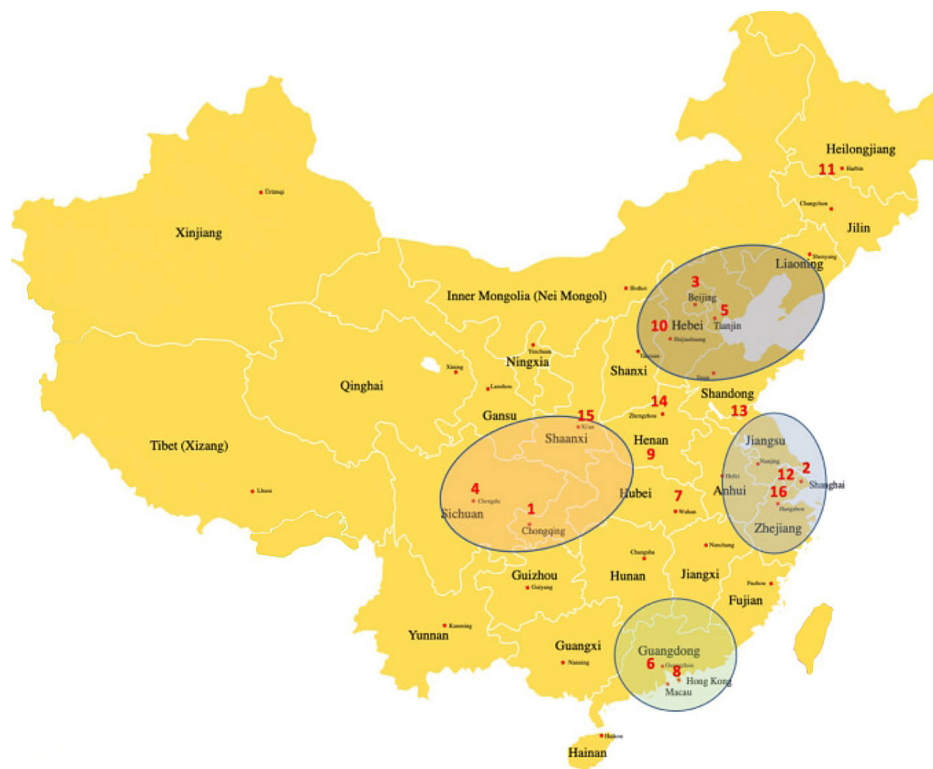 Heilongjiang
11
Harbin
Changchun
Jilin
Ürümqi
Shenyang
Liaoning
Xinjiang
3
Hohot
Inner Mongolia (Nei Mongol)
Beijing
5
10
Hebei
Tianjin
Shijiazhuang
Yinchuan
Ningxia
Taiyuan
Shanxi
Xining
Qinghai
Lanzhou
Shandong
14
13
Gansu
15
Zhengzhou
Xi'an
Shaanxi
Henan
Jiangsu
Tibet (Xizang)
9
Nanjing
2
12
Hefei
Shanghai
4
Anhui
16
Lhasa
Chengdu
Hubei
7
Sichuan
1
Wuhan
Hangzhou
Chongqing
Zhejiang
Nanchang
Changsha
Guizhou
Hunan
Jiangxi
Guiyang
Fuzhou
Fujian
Kunming
Yunnan
Guangxi
Guangdong
Nanning
6
Guangzhou
8
Hong Kong
Macau
Haikou
Hainan